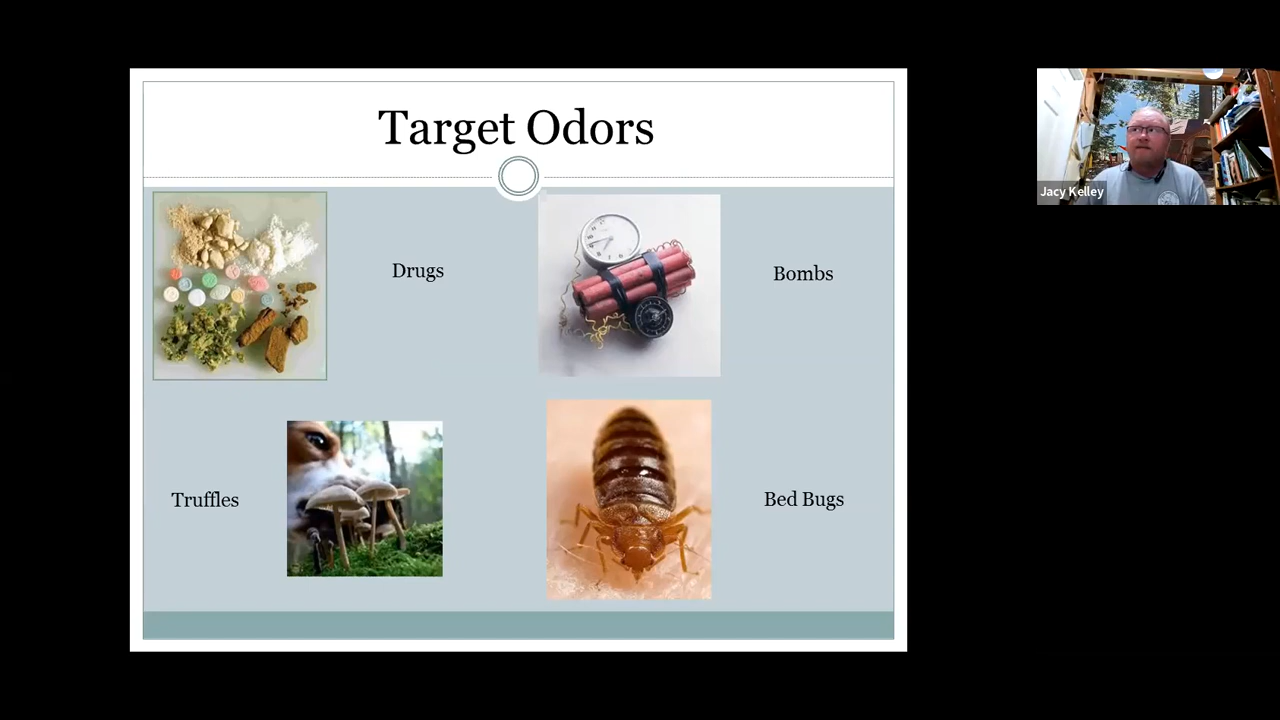 Target Odors
Drugs
Bombs
Truffles
Bed Bugs
Jacy Kelley